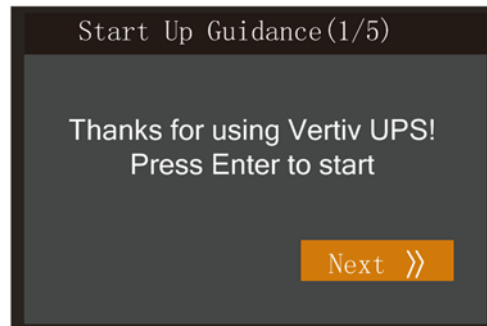 Start Up Guidance(1/5)
Thanks for using Vertiv UPS!
Press Enter to start
Next »